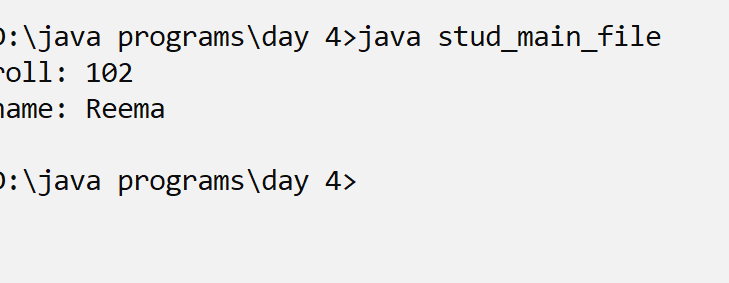 :\java programs\day 4>java stud_main_file
roll: 102
name: Reema
:\java programs\day 4>